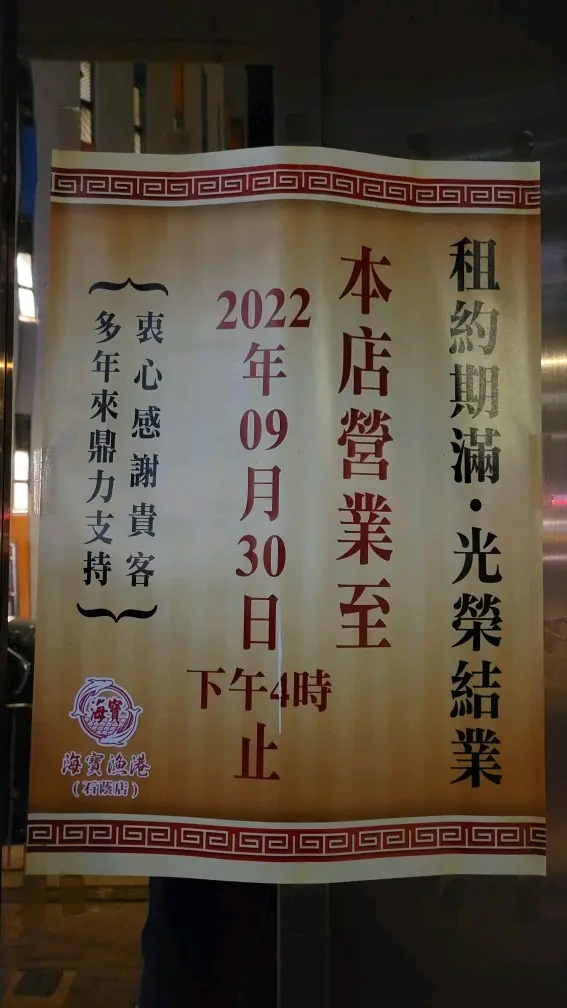 租約期滿·光榮結業
本店營業至
2022年09月30日
下午4時
止
衷心感謝貴客
多年來鼎力支持
海寶
海寶漁港
(石蔭店)